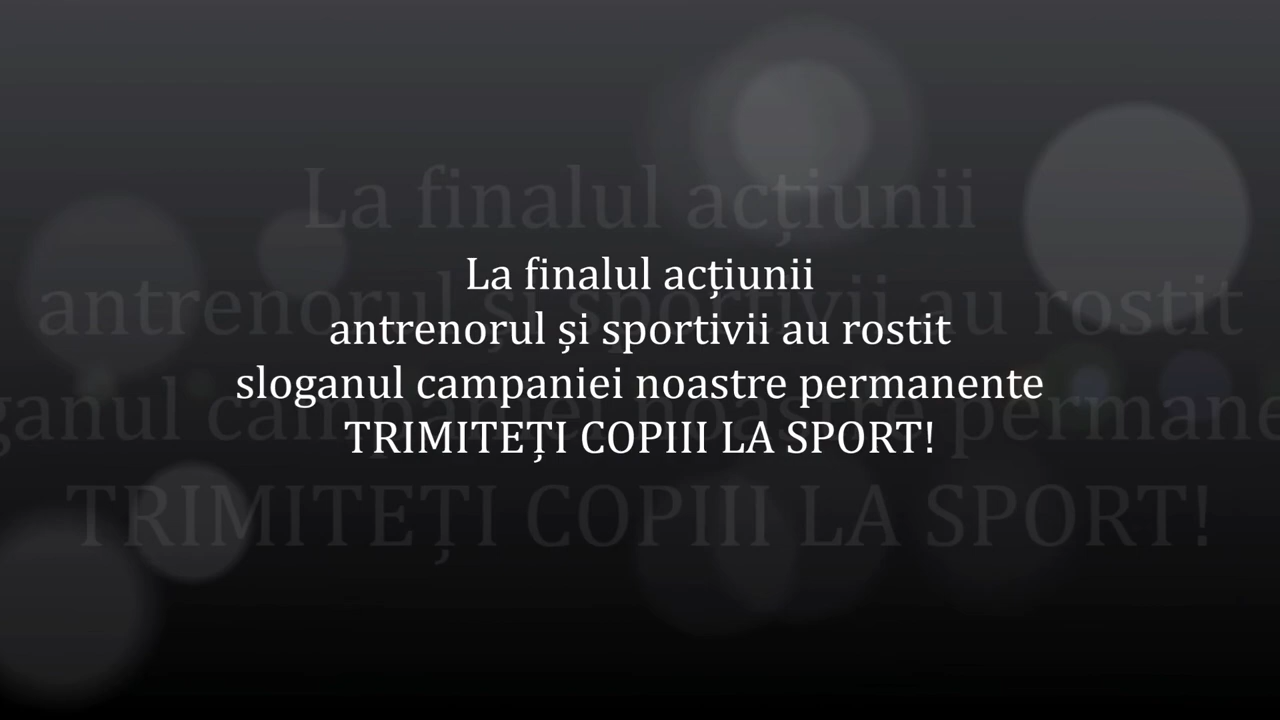 La finalul acțiunii
antrenorul și sportivii au rostit
sloganul campaniei noastre permanente
TRIMITEȚI COPIII LA SPORT!